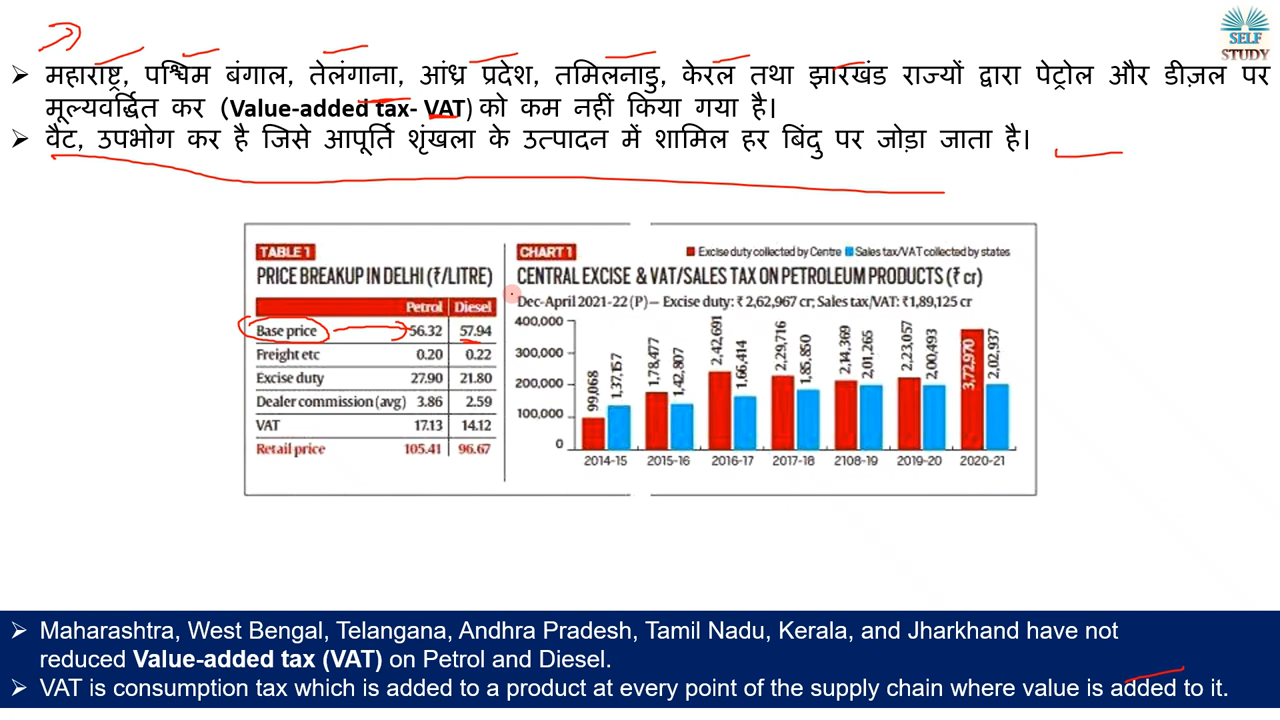 SELF
STUDY
➢ महाराष्ट्र, पश्चिम बंगाल, तेलंगाना, आंध्र प्रदेश, तमिलनाडु, केरल तथा झारखंड राज्यों द्वारा पेट्रोल और डीज़ल पर
मूल्यवर्द्धित कर (Value-added tax- VAT) को कम नहीं किया गया है।
➢ वैट, उपभोग कर है जिसे आपूर्ति शृंखला के उत्पादन में शामिल हर बिंदु पर जोड़ा जाता है।
TABLE 1
PRICE BREAKUP IN DELHI (₹/LITRE)
Petrol Diesel
Base price 56.32 57.94
Freight etc 0.20 0.22
Excise duty 27.90 21.80
Dealer commission (avg) 3.86 2.59
VAT 17.13 14.12
Retail price 105.41 96.67
CHART 1
Excise duty collected by Centre Sales tax/VAT collected by states
CENTRAL EXCISE & VAT/SALES TAX ON PETROLEUM PRODUCTS (₹ cr)
Dec-April 2021-22 (P) — Excise duty: ₹ 2,62,967 cr; Sales tax/VAT: ₹1,89,125 cr
400,000
300,000
200,000
100,000
0
99,068 1,37,157 1,78,477 1,42,807 2,42,691 1,66,414 2,29,716 1,85,850 2,14,369 2,01,265 2,23,057 2,00,493 3,72,970 2,02,937
2014-15 2015-16 2016-17 2017-18 2108-19 2019-20 2020-21
➢ Maharashtra, West Bengal, Telangana, Andhra Pradesh, Tamil Nadu, Kerala, and Jharkhand have not
reduced Value-added tax (VAT) on Petrol and Diesel.
➢ VAT is consumption tax which is added to a product at every point of the supply chain where value is added to it.